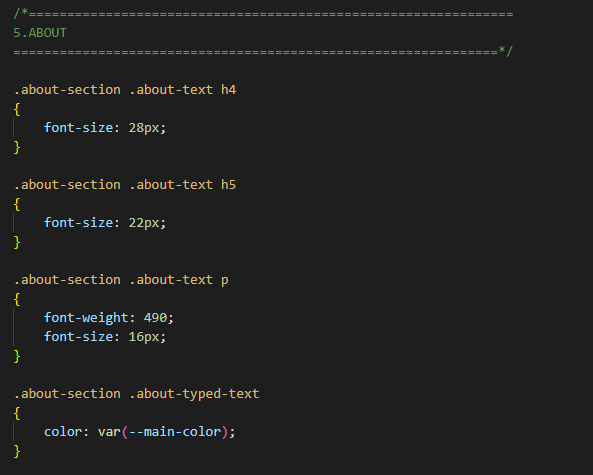 /*===============================================================
5.ABOUT
===============================================================*/
.about-section .about-text h4
{
    font-size: 28px;
}
.about-section .about-text h5
{
    font-size: 22px;
}
.about-section .about-text p
{
    font-weight: 490;
    font-size: 16px;
}
.about-section .about-typed-text
{
    color: var(--main-color);
}